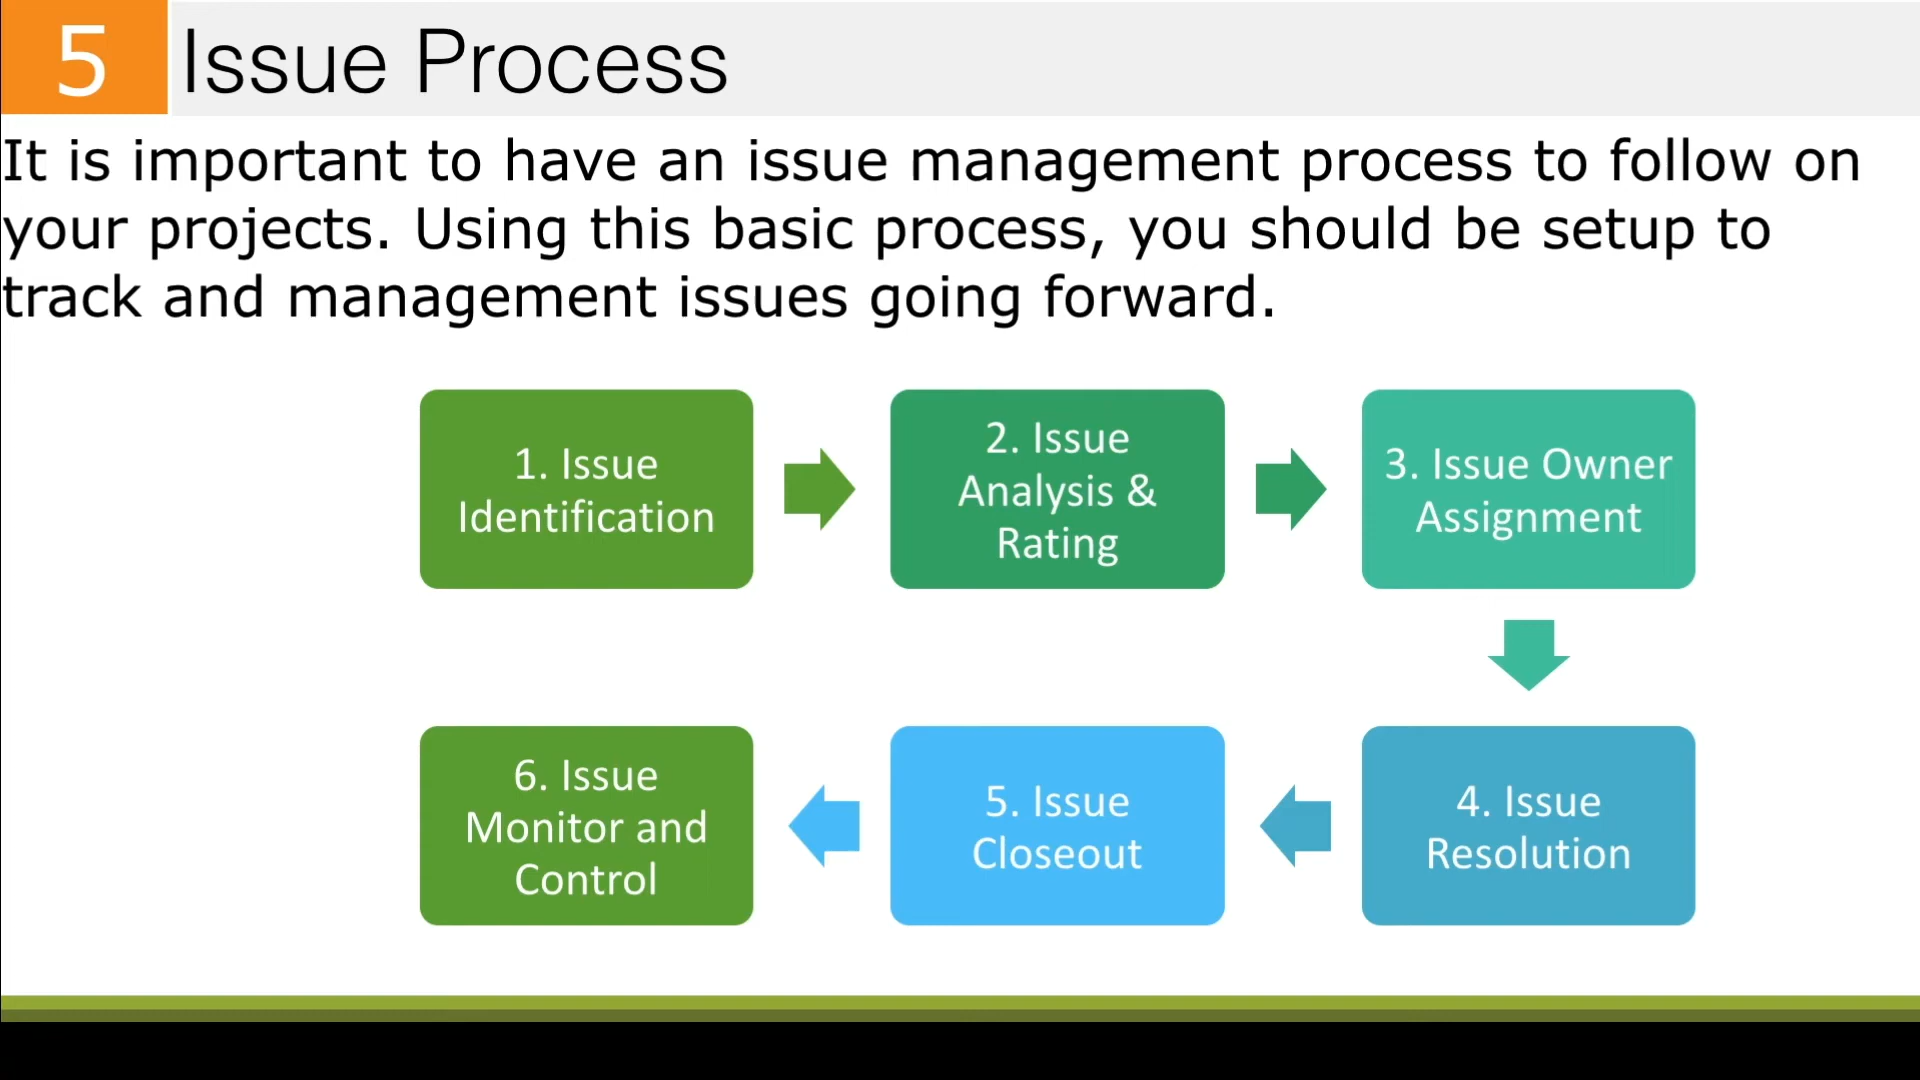 5
Issue Process
It is important to have an issue management process to follow on
your projects. Using this basic process, you should be setup to
track and management issues going forward.
1. Issue
Identification
2. Issue
Analysis &
Rating
3. Issue Owner
Assignment
4. Issue
Resolution
5. Issue
Closeout
6. Issue
Monitor and
Control